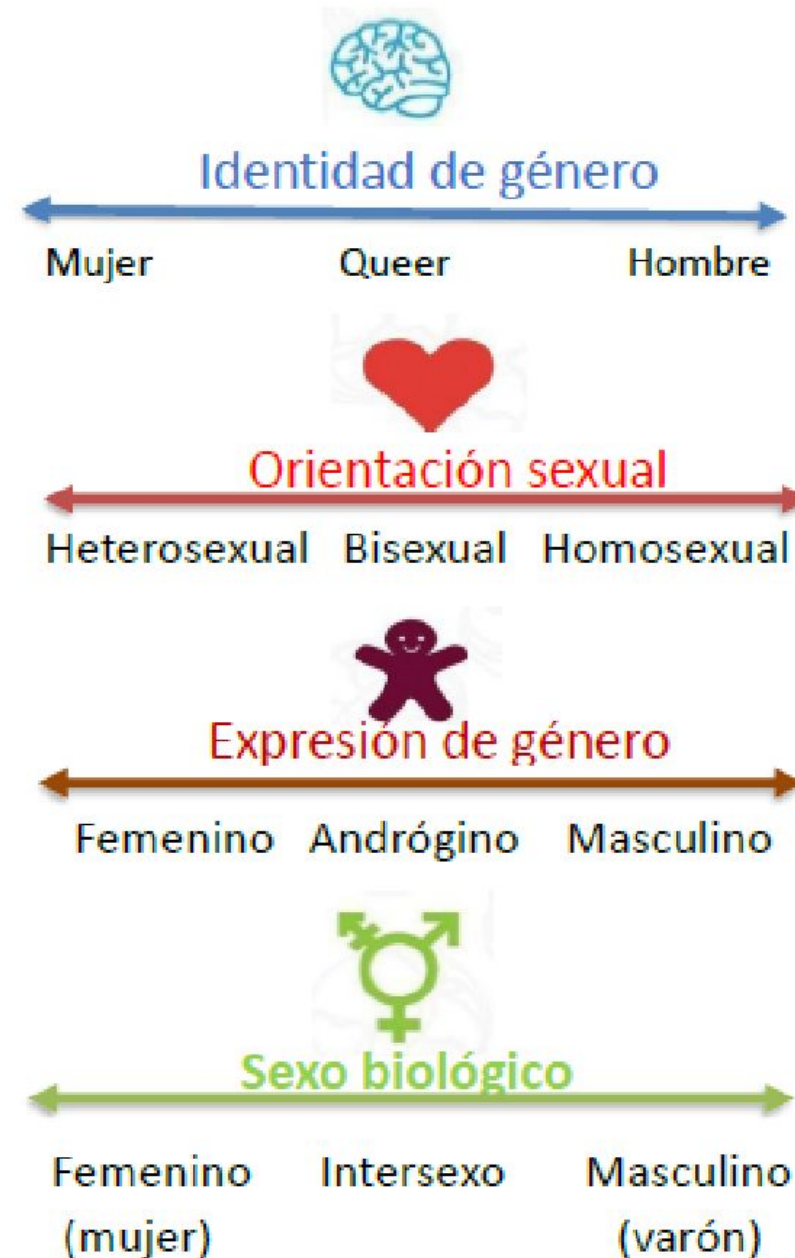 Identidad de género
Mujer Queer Hombre
Orientación sexual
Heterosexual Bisexual Homosexual
Expresión de género
Femenino Andrógino Masculino
Sexo biológico
Femenino Intersexo Masculino
(mujer) (varón)